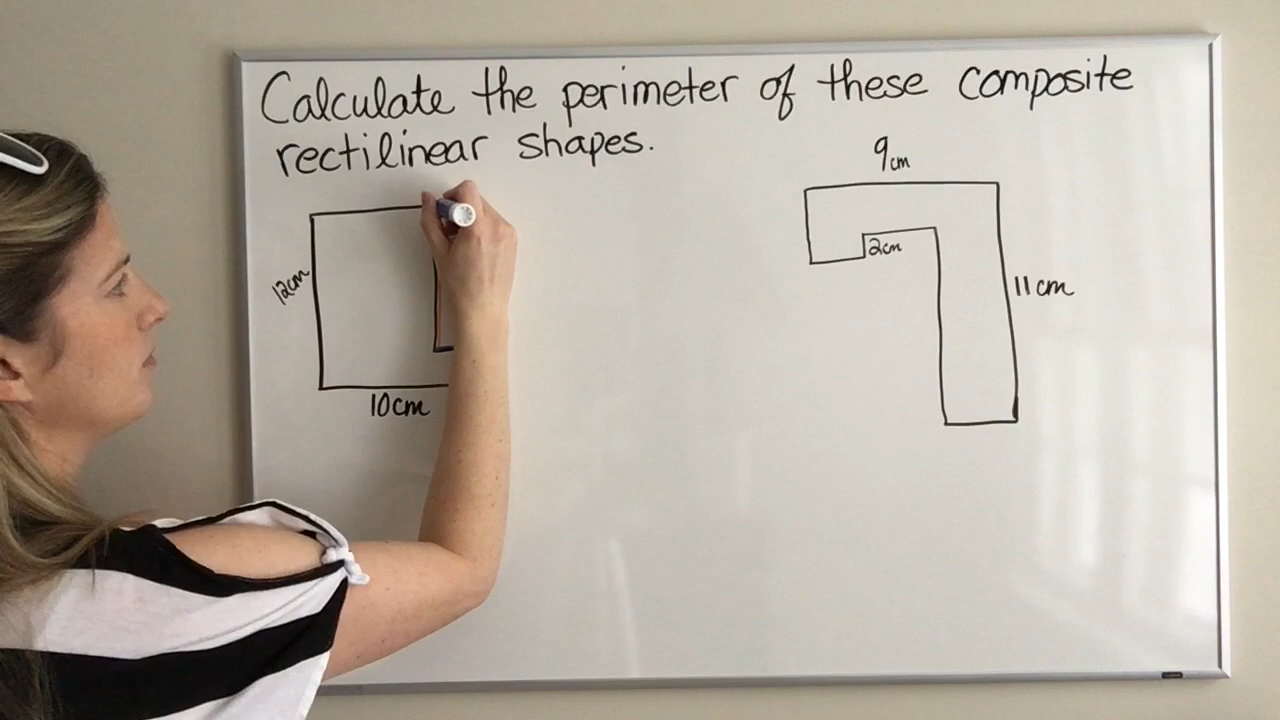 Calculate the perimeter of these composite
rectilinear shapes.
12cm
10cm
9cm
2cm
11cm